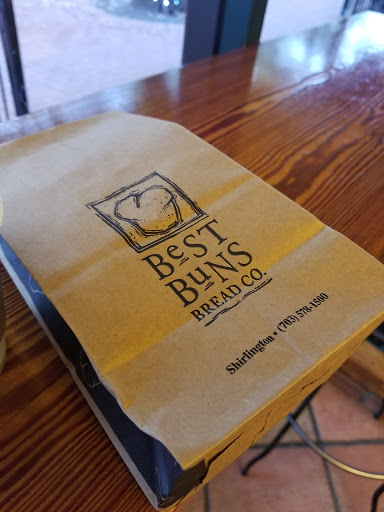 BeST
BuNS
BREAD CO.
Shirlington • (703) 578-1500